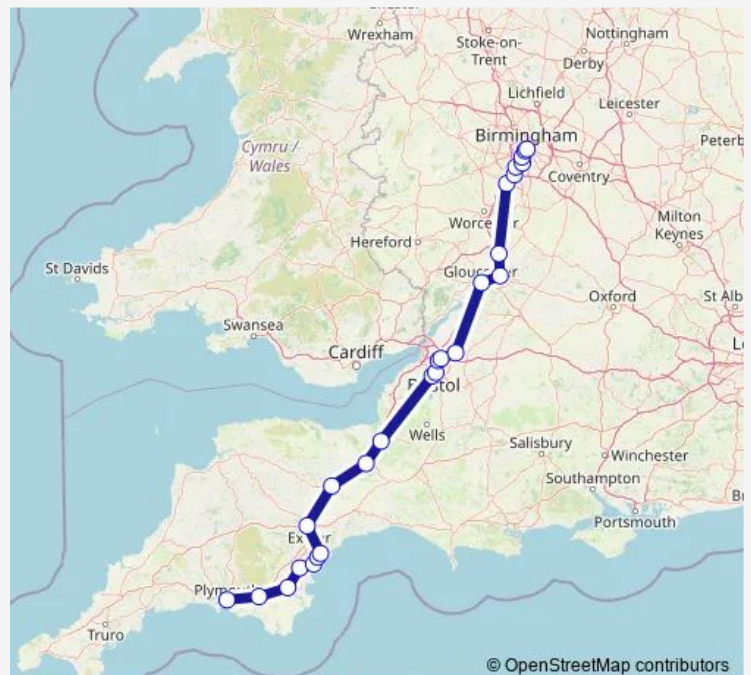 Wrexham
Stoke-on-
Trent
Nottingham
Derby
Lichfield
Leicester
Birmingham
Peterb
Coventry
Cymru /
Wales
Milton
Keynes
Hereford
St Davids
Oxford
St Alb
Swansea
Cardiff
Wells
Salisbury
Winchester
Southampton
Portsmouth
Truro
© OpenStreetMap contributors